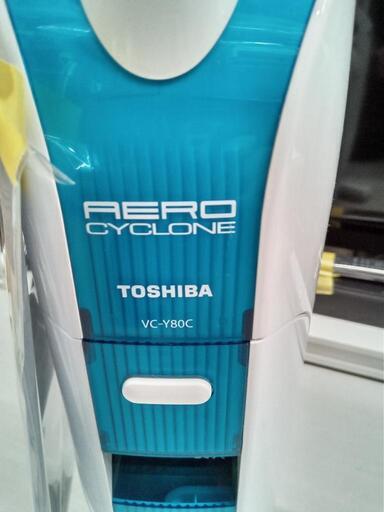 AERO
CYCLONE
TOSHIBA
VC-Y80C